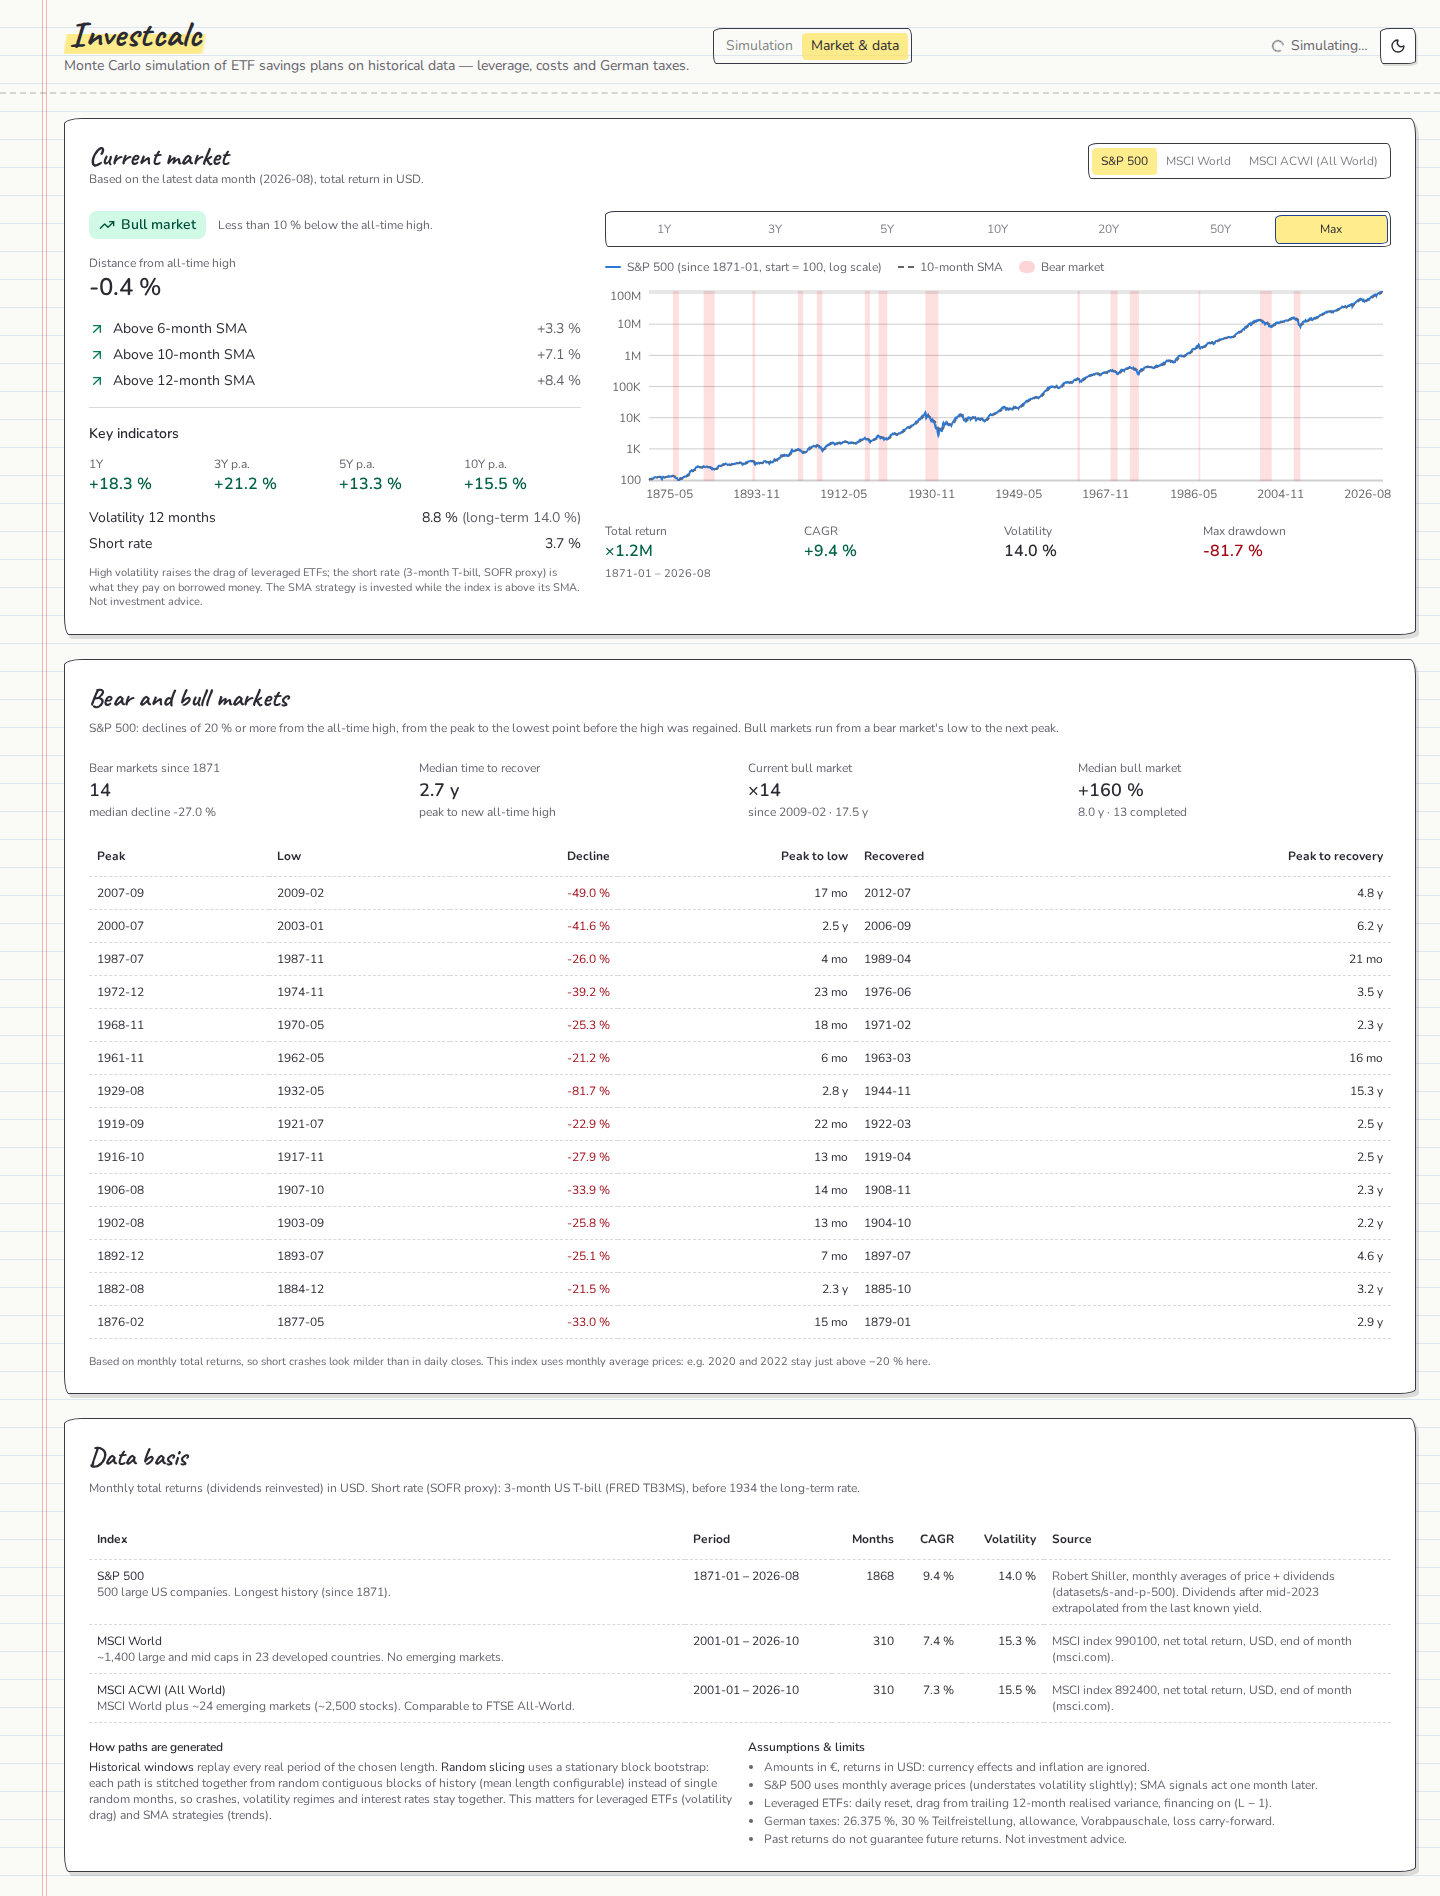 Investcalc
Monte Carlo simulation of ETF savings plans on historical data — leverage, costs and German taxes.
Simulation Market & data
Simulating...
Current market
Based on the latest data month (2026-08), total return in USD.
S&P 500 MSCI World MSCI ACWI (All World)
Bull market Less than 10 % below the all-time high.
Distance from all-time high
-0.4 %
Above 6-month SMA +3.3 %
Above 10-month SMA +7.1 %
Above 12-month SMA +8.4 %
Key indicators
1Y 3Y p.a. 5Y p.a. 10Y p.a.
+18.3 % +21.2 % +13.3 % +15.5 %
Volatility 12 months 8.8 % (long-term 14.0 %)
Short rate 3.7 %
High volatility raises the drag of leveraged ETFs; the short rate (3-month T-bill, SOFR proxy) is
what they pay on borrowed money. The SMA strategy is invested while the index is above its SMA.
Not investment advice.
1Y 3Y 5Y 10Y 20Y 50Y Max
S&P 500 (since 1871-01, start = 100, log scale) 10-month SMA Bear market
100M
10M
1M
100K
10K
1K
100
1875-05 1893-11 1912-05 1930-11 1949-05 1967-11 1986-05 2004-11 2026-08
Total return CAGR Volatility Max drawdown
×1.2M +9.4 % 14.0 % -81.7 %
1871-01 – 2026-08
Bear and bull markets
S&P 500: declines of 20 % or more from the all-time high, from the peak to the lowest point before the high was regained. Bull markets run from a bear market's low to the next peak.
Bear markets since 1871 Median time to recover Current bull market Median bull market
14 2.7 y ×14 +160 %
median decline -27.0 % peak to new all-time high since 2009-02 · 17.5 y 8.0 y · 13 completed
Peak Low Decline Peak to low Recovered Peak to recovery
2007-09 2009-02 -49.0 % 17 mo 2012-07 4.8 y
2000-07 2003-01 -41.6 % 2.5 y 2006-09 6.2 y
1987-07 1987-11 -26.0 % 4 mo 1989-04 21 mo
1972-12 1974-11 -39.2 % 23 mo 1976-06 3.5 y
1968-11 1970-05 -25.3 % 18 mo 1971-02 2.3 y
1961-11 1962-05 -21.2 % 6 mo 1963-03 16 mo
1929-08 1932-05 -81.7 % 2.8 y 1944-11 15.3 y
1919-09 1921-07 -22.9 % 22 mo 1922-03 2.5 y
1916-10 1917-11 -27.9 % 13 mo 1919-04 2.5 y
1906-08 1907-10 -33.9 % 14 mo 1908-11 2.3 y
1902-08 1903-09 -25.8 % 13 mo 1904-10 2.2 y
1892-12 1893-07 -25.1 % 7 mo 1897-07 4.6 y
1882-08 1884-12 -21.5 % 2.3 y 1885-10 3.2 y
1876-02 1877-05 -33.0 % 15 mo 1879-01 2.9 y
Based on monthly total returns, so short crashes look milder than in daily closes. This index uses monthly average prices: e.g. 2020 and 2022 stay just above −20 % here.
Data basis
Monthly total returns (dividends reinvested) in USD. Short rate (SOFR proxy): 3-month US T-bill (FRED TB3MS), before 1934 the long-term rate.
Index Period Months CAGR Volatility Source
S&P 500 1871-01 – 2026-08 1868 9.4 % 14.0 % Robert Shiller, monthly averages of price + dividends
500 large US companies. Longest history (since 1871). (datasets/s-and-p-500). Dividends after mid-2023
extrapolated from the last known yield.
MSCI World 2001-01 – 2026-10 310 7.4 % 15.3 % MSCI index 990100, net total return, USD, end of month
~1,400 large and mid caps in 23 developed countries. No emerging markets. (msci.com).
MSCI ACWI (All World) 2001-01 – 2026-10 310 7.3 % 15.5 % MSCI index 892400, net total return, USD, end of month
MSCI World plus ~24 emerging markets (~2,500 stocks). Comparable to FTSE All-World. (msci.com).
How paths are generated
Historical windows replay every real period of the chosen length. Random slicing uses a stationary block bootstrap:
each path is stitched together from random contiguous blocks of history (mean length configurable) instead of single
random months, so crashes, volatility regimes and interest rates stay together. This matters for leveraged ETFs (volatility
drag) and SMA strategies (trends).
Assumptions & limits
• Amounts in €, returns in USD: currency effects and inflation are ignored.
• S&P 500 uses monthly average prices (understates volatility slightly); SMA signals act one month later.
• Leveraged ETFs: daily reset, drag from trailing 12-month realised variance, financing on (L − 1).
• German taxes: 26.375 %, 30 % Teilfreistellung, allowance, Vorabpauschale, loss carry-forward.
• Past returns do not guarantee future returns. Not investment advice.